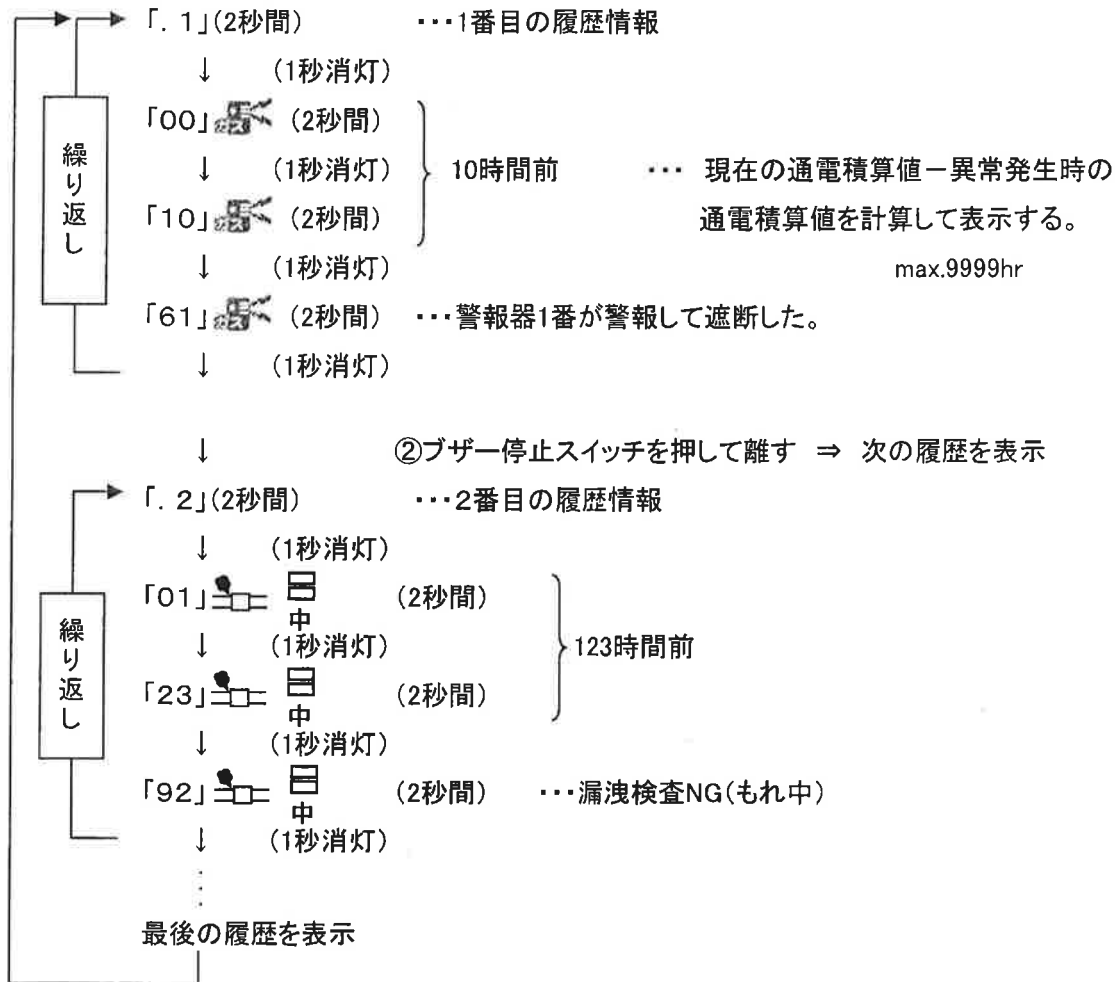 「. 1」(2秒間) ・・・1番目の履歴情報
↓ (1秒消灯)
「00」 ガス (2秒間)
↓ (1秒消灯) 10時間前 ・・・ 現在の通電積算値－異常発生時の
「10」 ガス (2秒間) 通電積算値を計算して表示する。
↓ (1秒消灯) max.9999hr
「61」 ガス (2秒間) ・・・警報器1番が警報して遮断した。
↓ (1秒消灯)
繰り返し
↓ ②ブザー停止スイッチを押して離す ⇒ 次の履歴を表示
「. 2」(2秒間) ・・・2番目の履歴情報
↓ (1秒消灯)
「01」 中 (2秒間)
↓ (1秒消灯) 123時間前
「23」 中 (2秒間)
↓ (1秒消灯)
「92」 中 (2秒間) ・・・漏洩検査NG(もれ中)
↓ (1秒消灯)
繰り返し
最後の履歴を表示